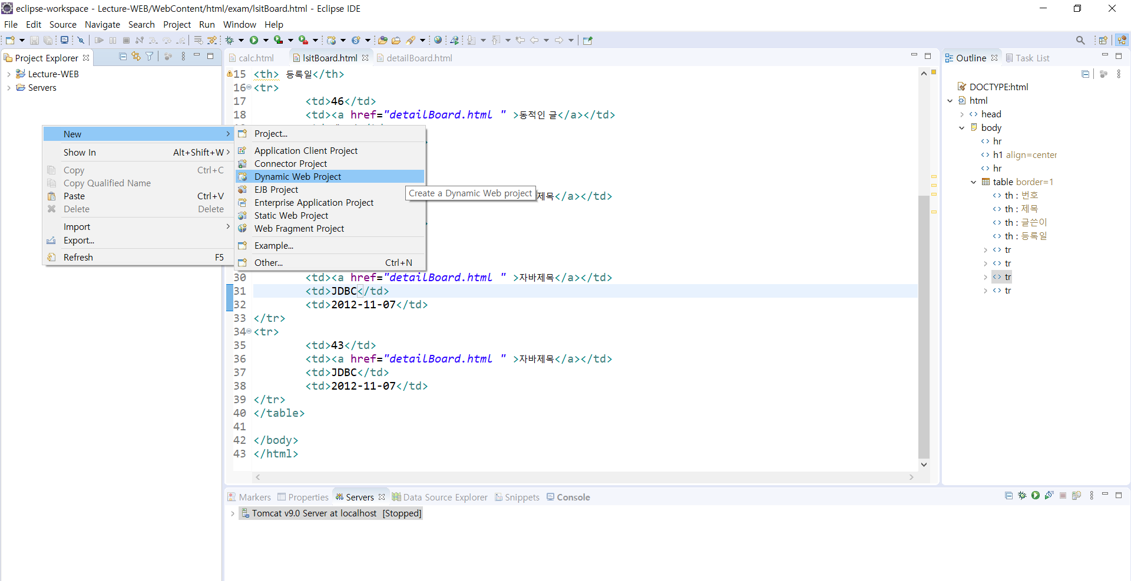 eclipse-workspace - Lecture-WEB/WebContent/html/exam/lsitBoard.html - Eclipse IDE
File Edit Source Navigate Search Project Run Window Help
Project Explorer
Lecture-WEB
Servers
New
Show In Alt+Shift+W
Copy Ctrl+C
Copy Qualified Name
Paste Ctrl+V
Delete Delete
Import
Export...
Refresh F5
Project...
Application Client Project
Connector Project
Dynamic Web Project
EJB Project
Enterprise Application Project
Static Web Project
Web Fragment Project
Example...
Other... Ctrl+N
Create a Dynamic Web project
calc.html lsitBoard.html detailBoard.html
15 <th> 등록일</th>
16 <tr>
17 <td>46</td>
18 <td><a href="detailBoard.html " >동적인 글</a></td>
제목</a></td>
30 <td><a href="detailBoard.html " >자바제목</a></td>
31 <td>JDBC</td>
32 <td>2012-11-07</td>
33 </tr>
34 <tr>
35 <td>43</td>
36 <td><a href="detailBoard.html " >자바제목</a></td>
37 <td>JDBC</td>
38 <td>2012-11-07</td>
39 </tr>
40 </table>
41
42 </body>
43 </html>
Outline Task List
DOCTYPE:html
html
head
body
hr
h1 align=center
hr
table border=1
th : 번호
th : 제목
th : 글쓴이
th : 등록일
tr
tr
tr
tr
Markers Properties Servers Data Source Explorer Snippets Console
Tomcat v9.0 Server at localhost [Stopped]